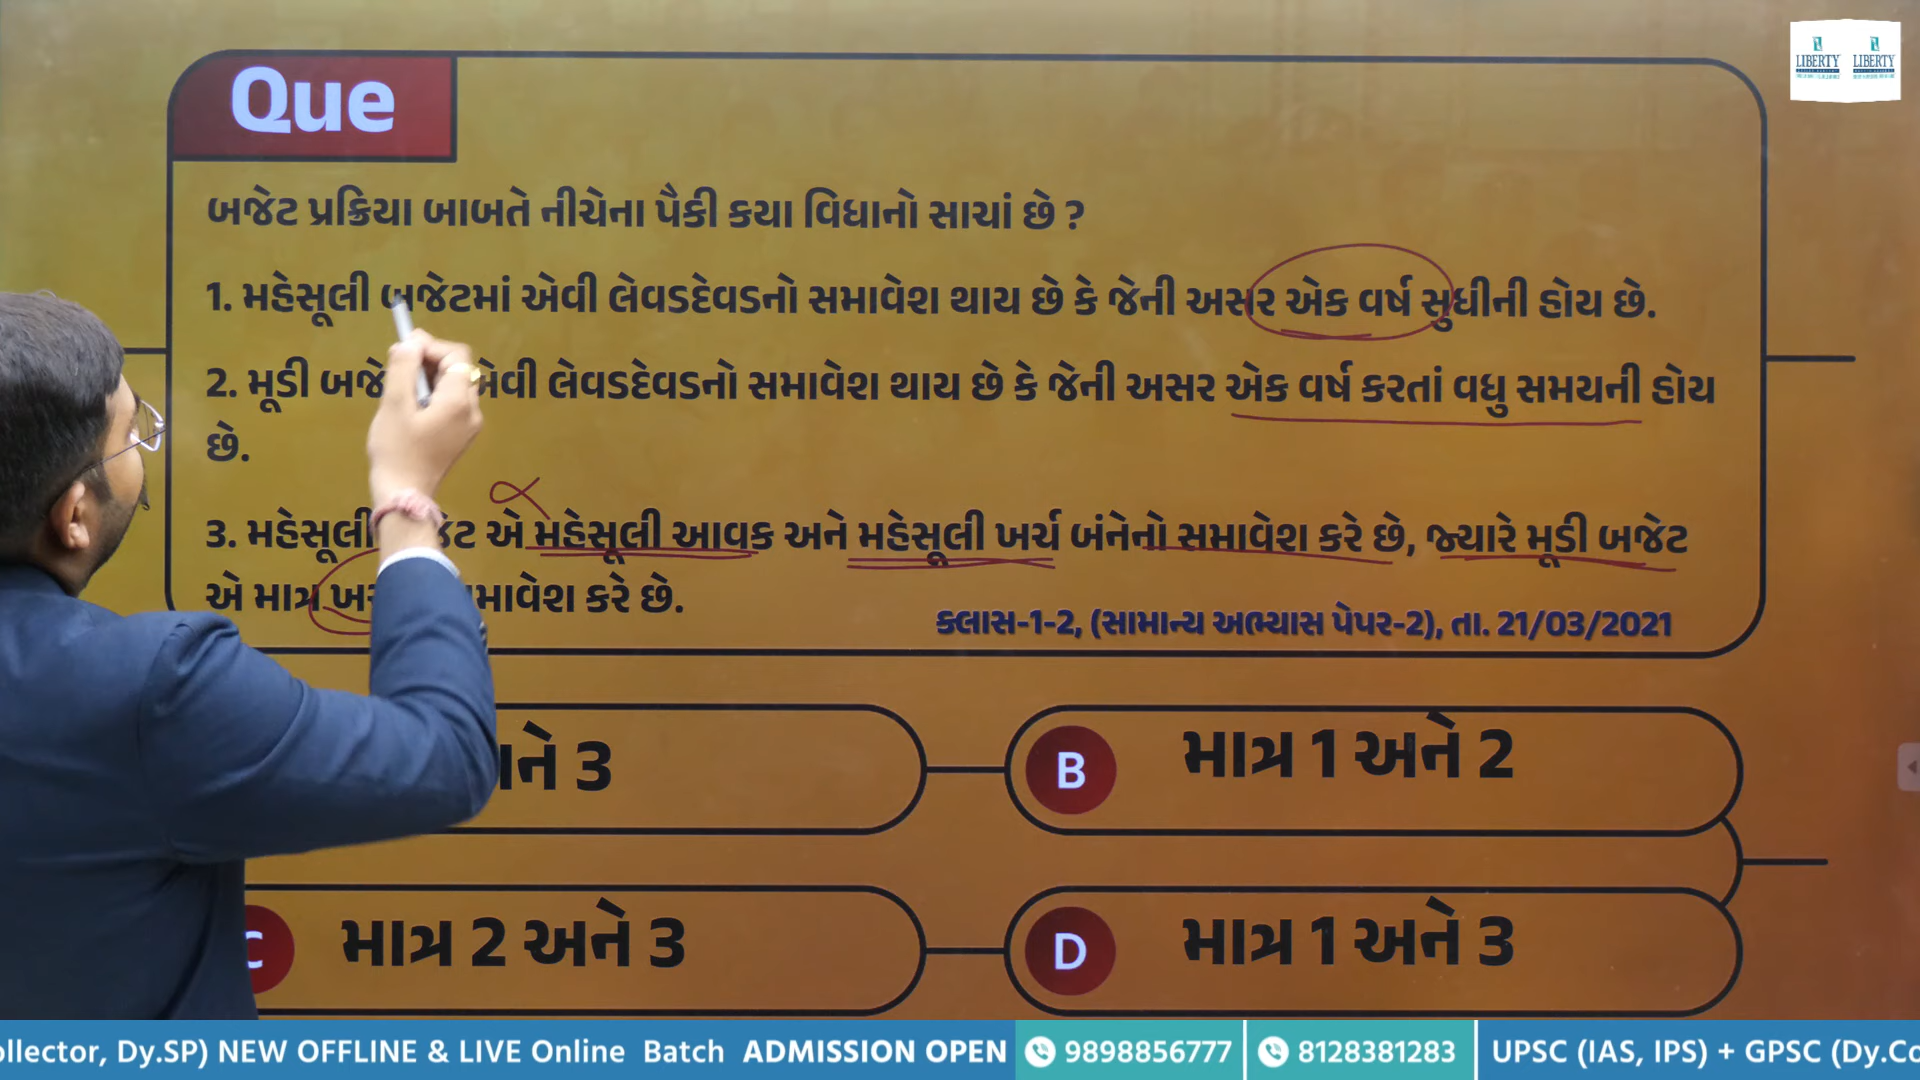 LIBERTY LIBERTY
Que
બજેટ પ્રક્રિયા બાબતે નીચેના પૈકી કયા વિધાનો સાચાં છે ?
1. મહેસૂલી બજેટમાં એવી લેવડદેવડનો સમાવેશ થાય છે કે જેની અસર એક વર્ષ સુધીની હોય છે.
2. મૂડી બજે એવી લેવડદેવડનો સમાવેશ થાય છે કે જેની અસર એક વર્ષ કરતાં વધુ સમયની હોય
છે.
3. મહેસૂલી એ મહેસૂલી આવક અને મહેસૂલી ખર્ચ બંનેનો સમાવેશ કરે છે, જ્યારે મૂડી બજેટ
એ માત્ર માવેશ કરે છે.
ક્લાસ-1-2, (સામાન્ય અભ્યાસ પેપર-2), તા. 21/03/2021
ને 3
B માત્ર 1 અને 2
C માત્ર 2 અને 3
D માત્ર 1 અને 3
ollector, Dy.SP) NEW OFFLINE & LIVE Online Batch ADMISSION OPEN 9898856777 8128381283 UPSC (IAS, IPS) + GPSC (Dy.Co